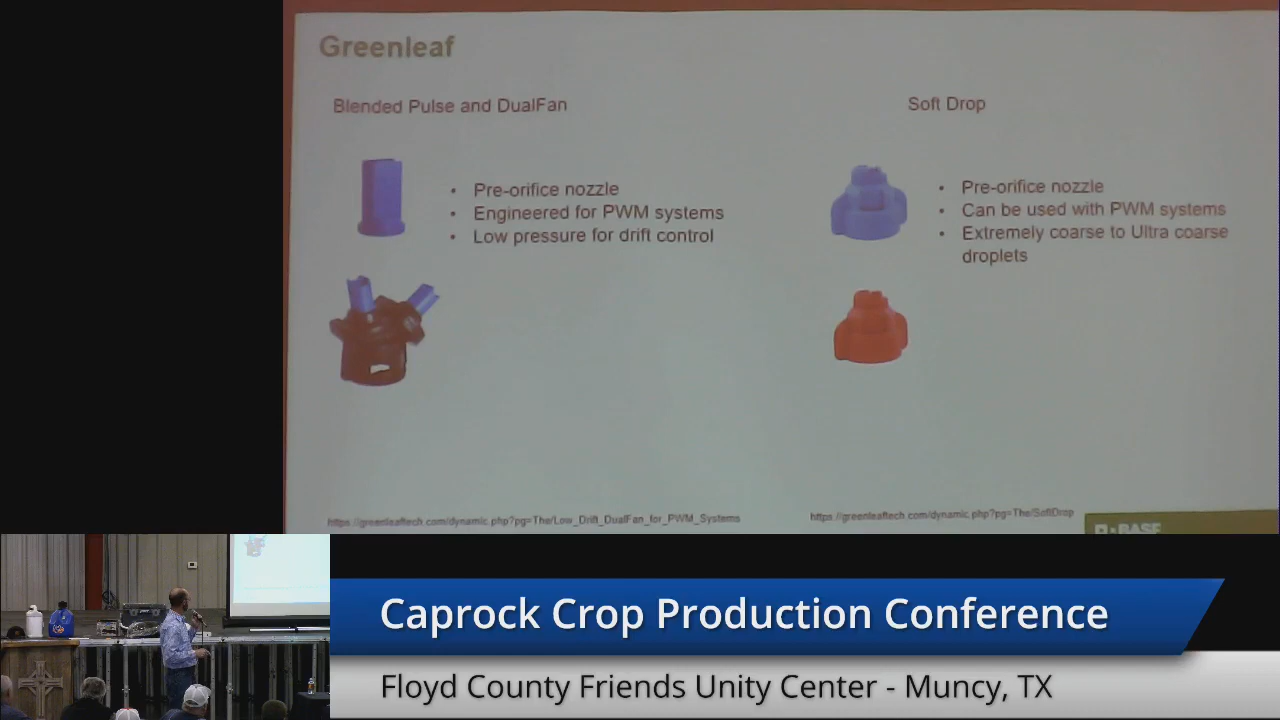 Greenleaf
Blended Pulse and DualFan
• Pre-orifice nozzle
• Engineered for PWM systems
• Low pressure for drift control
Soft Drop
• Pre-orifice nozzle
• Can be used with PWM systems
• Extremely coarse to Ultra coarse
droplets
https://greenleaftech.com/dynamic.php?pg=The/Low_Drift_DualFan_for_PWM_Systems
https://greenleaftech.com/dynamic.php?pg=The/SoftDrop
BASF
Caprock Crop Production Conference
Floyd County Friends Unity Center - Muncy, TX